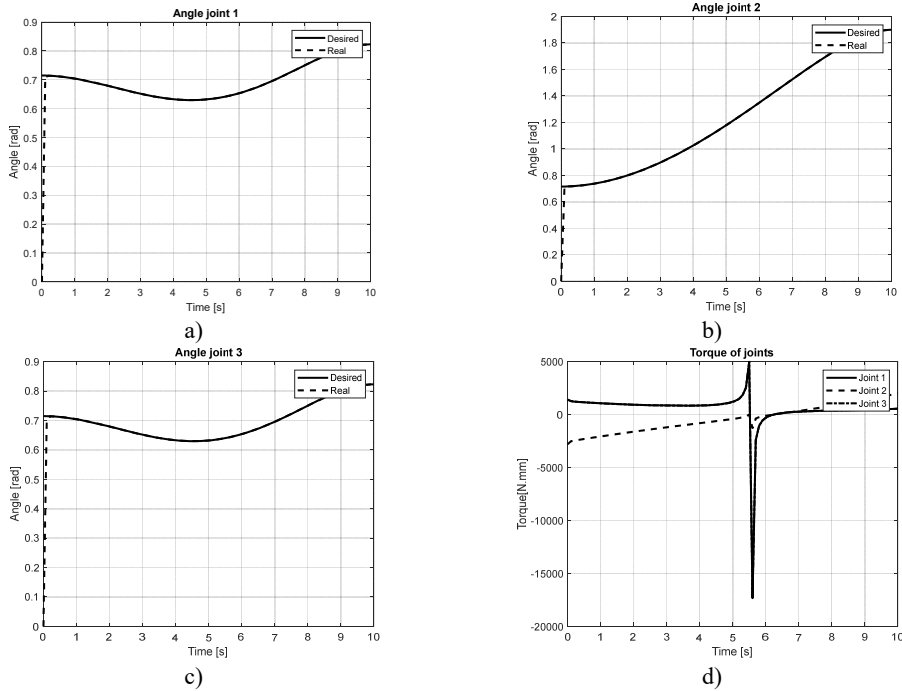 Angle joint 1
0.9
0.8
0.7
0.6
0.5
0.4
0.3
0.2
0.1
0
Angle [rad]
Desired
Real
0 1 2 3 4 5 6 7 8 9 10
Time [s]
a)
Angle joint 2
2
1.8
1.6
1.4
1.2
1
0.8
0.6
0.4
0.2
0
Angle [rad]
Desired
Real
0 1 2 3 4 5 6 7 8 9 10
Time [s]
b)
Angle joint 3
0.9
0.8
0.7
0.6
0.5
0.4
0.3
0.2
0.1
0
Angle [rad]
Desired
Real
0 1 2 3 4 5 6 7 8 9 10
Time [s]
c)
Torque of joints
5000
0
-5000
-10000
-15000
-20000
Torque[N.mm]
Joint 1
Joint 2
Joint 3
0 1 2 3 4 5 6 7 8 9 10
Time [s]
d)